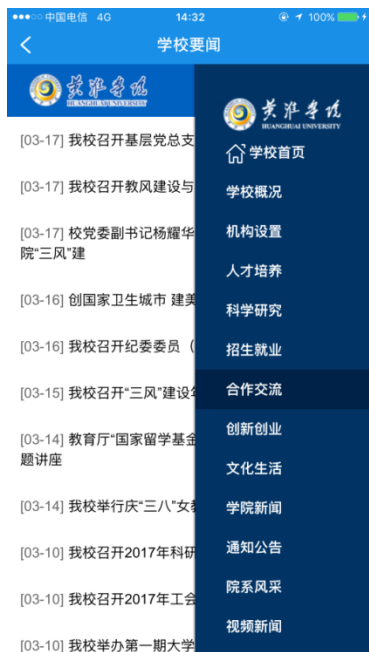 中国电信 4G 14:32 100%
学校要闻
黄淮学院
HUANGHUAI UNIVERSITY
[03-17] 我校召开基层党总支
[03-17] 我校召开教风建设与
[03-17] 校党委副书记杨耀华
院“三风”建
[03-16] 创国家卫生城市 建美
[03-16] 我校召开纪委委员（
[03-15] 我校召开“三风”建设
[03-14] 教育厅“国家留学基金
题讲座
[03-14] 我校举行庆“三八”女教
[03-10] 我校召开2017年科研
[03-10] 我校召开2017年工会
[03-10] 我校举办第一期大学
黄淮学院
HUANGHUAI UNIVERSITY
学校首页
学校概况
机构设置
人才培养
科学研究
招生就业
合作交流
创新创业
文化生活
学院新闻
通知公告
院系风采
视频新闻